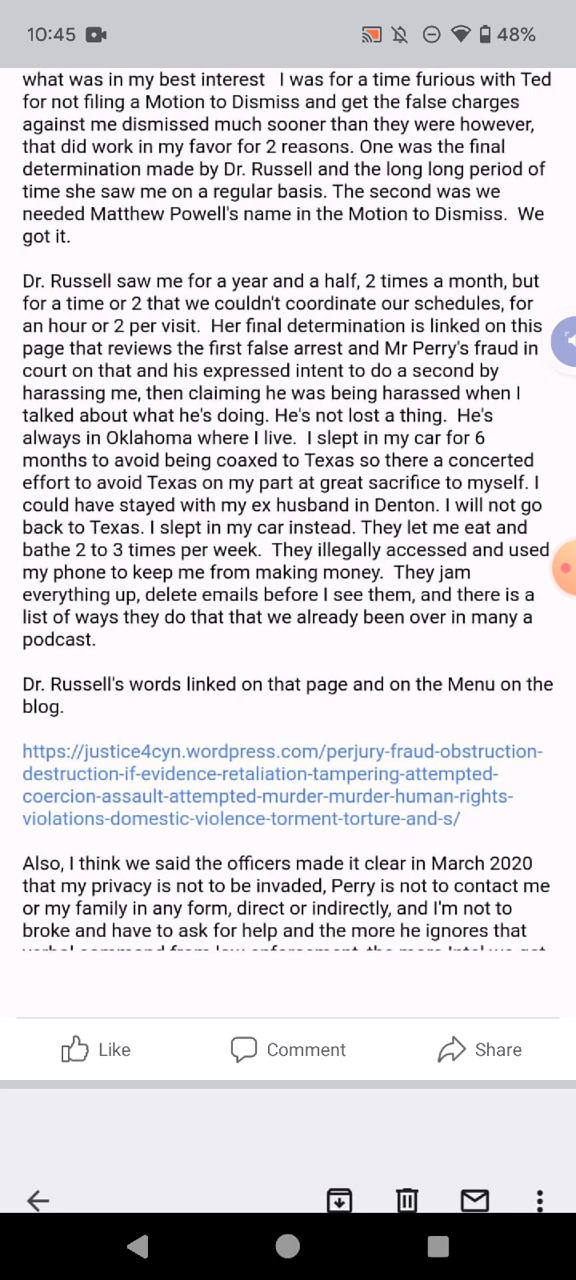 10:45
48%
what was in my best interest   I was for a time furious with Ted
for not filing a Motion to Dismiss and get the false charges
against me dismissed much sooner than they were however,
that did work in my favor for 2 reasons. One was the final
determination made by Dr. Russell and the long long period of
time she saw me on a regular basis. The second was we
needed Matthew Powell's name in the Motion to Dismiss.  We
got it.
Dr. Russell saw me for a year and a half, 2 times a month, but
for a time or 2 that we couldn't coordinate our schedules, for
an hour or 2 per visit.  Her final determination is linked on this
page that reviews the first false arrest and Mr Perry's fraud in
court on that and his expressed intent to do a second by
harassing me, then claiming he was being harassed when I
talked about what he's doing. He's not lost a thing.  He's
always in Oklahoma where I live.  I slept in my car for 6
months to avoid being coaxed to Texas so there a concerted
effort to avoid Texas on my part at great sacrifice to myself. I
could have stayed with my ex husband in Denton. I will not go
back to Texas. I slept in my car instead. They let me eat and
bathe 2 to 3 times per week.  They illegally accessed and used
my phone to keep me from making money.  They jam
everything up, delete emails before I see them, and there is a
list of ways they do that that we already been over in many a
podcast.
Dr. Russell's words linked on that page and on the Menu on the
blog.
https://justice4cyn.wordpress.com/perjury-fraud-obstruction-
destruction-if-evidence-retaliation-tampering-attempted-
coercion-assault-attempted-murder-murder-human-rights-
violations-domestic-violence-torment-torture-and-s/
Also, I think we said the officers made it clear in March 2020
that my privacy is not to be invaded, Perry is not to contact me
or my family in any form, direct or indirectly, and I'm not to
broke and have to ask for help and the more he ignores that
Like
Comment
Share